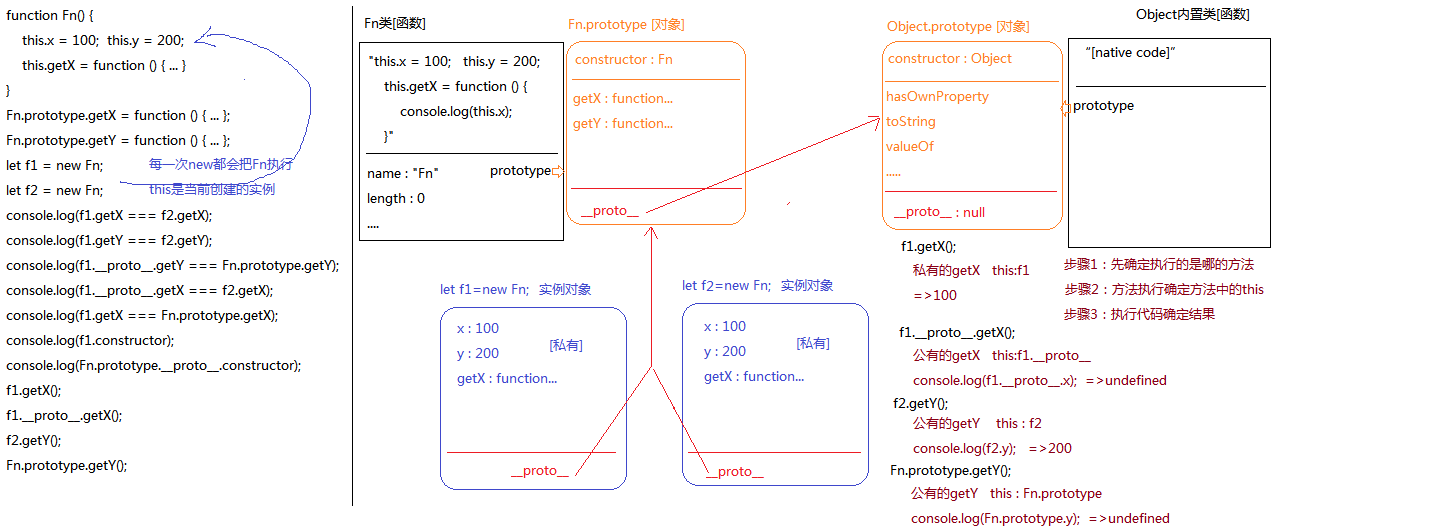 function Fn() {
this.x = 100;  this.y = 200;
this.getX = function () { ... }
}
Fn.prototype.getX = function () { ... };
Fn.prototype.getY = function () { ... };
let f1 = new Fn;
每一次new都会把Fn执行
let f2 = new Fn;
this是当前创建的实例
console.log(f1.getX === f2.getX);
console.log(f1.getY === f2.getY);
console.log(f1.__proto__.getY === Fn.prototype.getY);
console.log(f1.__proto__.getX === f2.getX);
console.log(f1.getX === Fn.prototype.getX);
console.log(f1.constructor);
console.log(Fn.prototype.__proto__.constructor);
f1.getX();
f1.__proto__.getX();
f2.getY();
Fn.prototype.getY();
Fn类[函数]
"this.x = 100;   this.y = 200;
this.getX = function () {
console.log(this.x);
}"
name : "Fn"
prototype
length : 0
....
Fn.prototype [对象]
constructor : Fn
getX : function...
getY : function...
__proto__
Object.prototype [对象]
constructor : Object
hasOwnProperty
toString
valueOf
.....
__proto__ : null
Object内置类[函数]
“[native code]”
prototype
let f1=new Fn;   实例对象
x : 100
y : 200
[私有]
getX : function...
__proto__
let f2=new Fn;   实例对象
x : 100
y : 200
[私有]
getX : function...
__proto__
f1.getX();
私有的getX    this:f1
=>100
f1.__proto__.getX();
公有的getX    this:f1.__proto__
console.log(f1.__proto__.x);  =>undefined
f2.getY();
公有的getY    this : f2
console.log(f2.y);   =>200
Fn.prototype.getY();
公有的getY    this : Fn.prototype
console.log(Fn.prototype.y);  =>undefined
步骤1：先确定执行的是哪的方法
步骤2：方法执行确定方法中的this
步骤3：执行代码确定结果